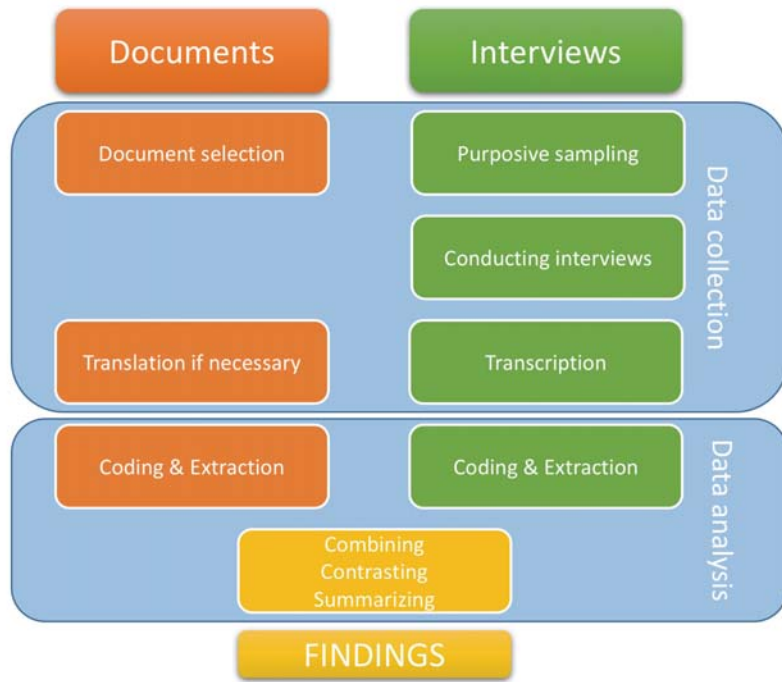 Documents
Interviews
Document selection
Purposive sampling
Conducting interviews
Translation if necessary
Transcription
Data collection
Coding & Extraction
Coding & Extraction
Combining
Contrasting
Summarizing
Data analysis
FINDINGS